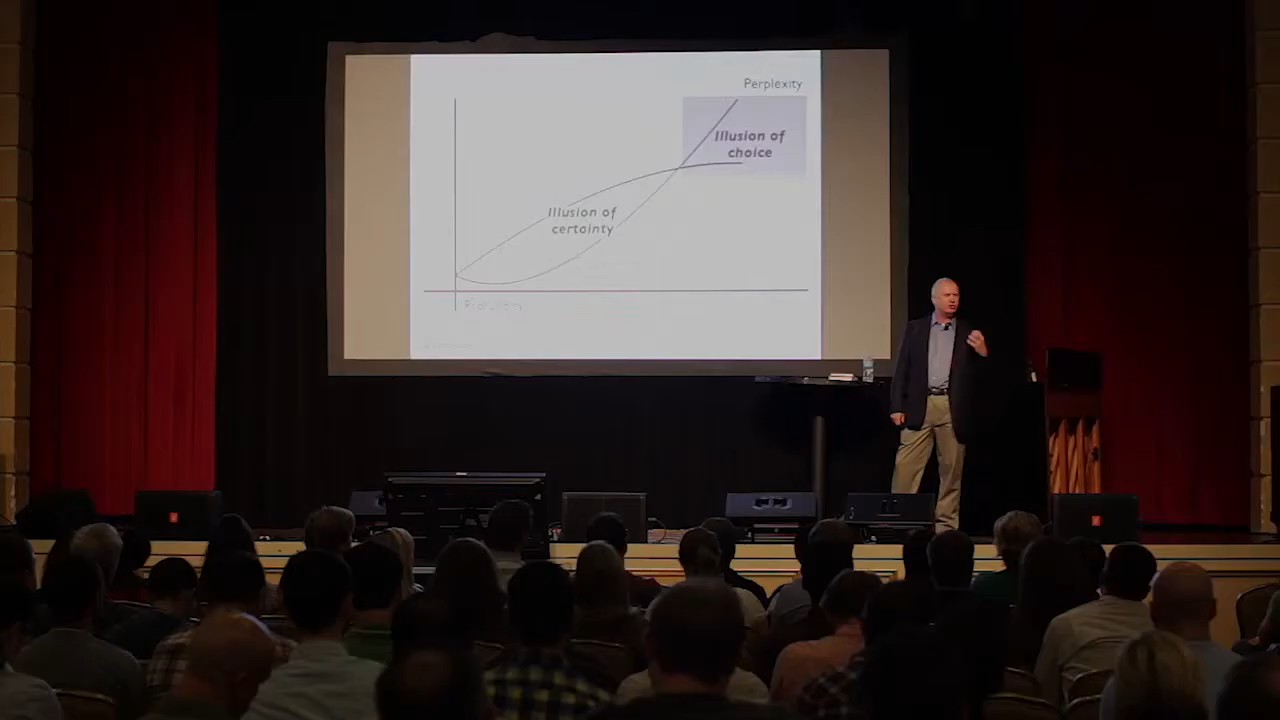 Perplexity
Illusion of
choice
Illusion of
certainty